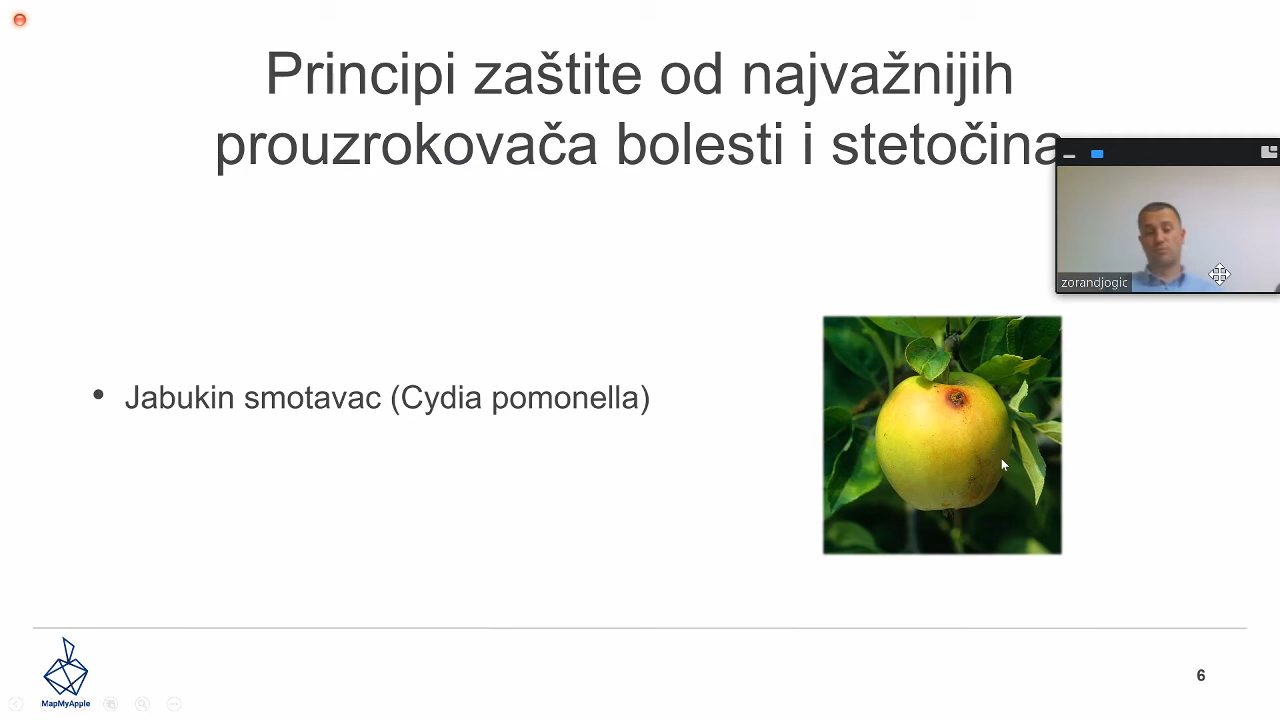 Principi zaštite od najvažnijih
prouzrokovača bolesti i stetočina
zorandjogic
• Jabukin smotavac (Cydia pomonella)
MapMyApple
6